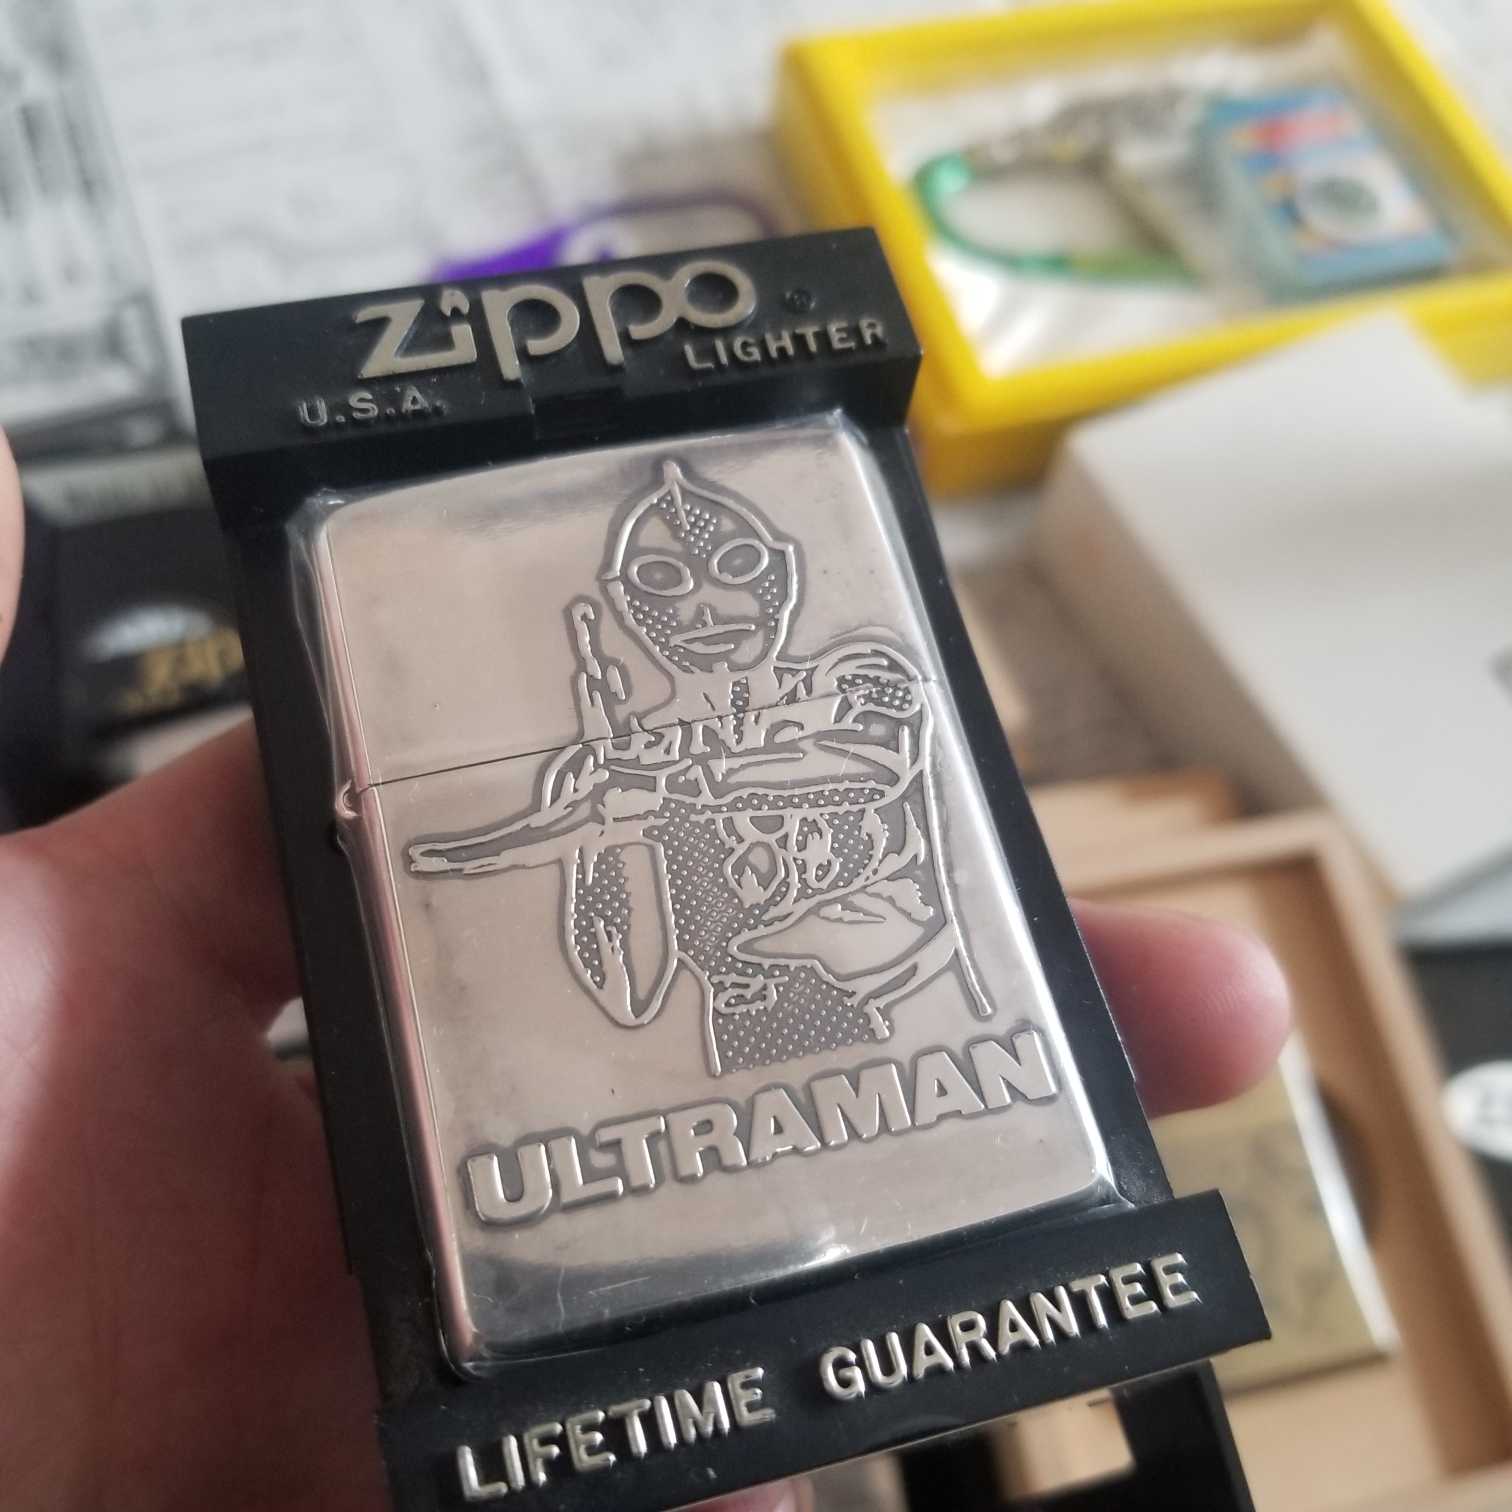 Zippo®
U.S.A. LIGHTER
ULTRAMAN
LIFETIME GUARANTEE